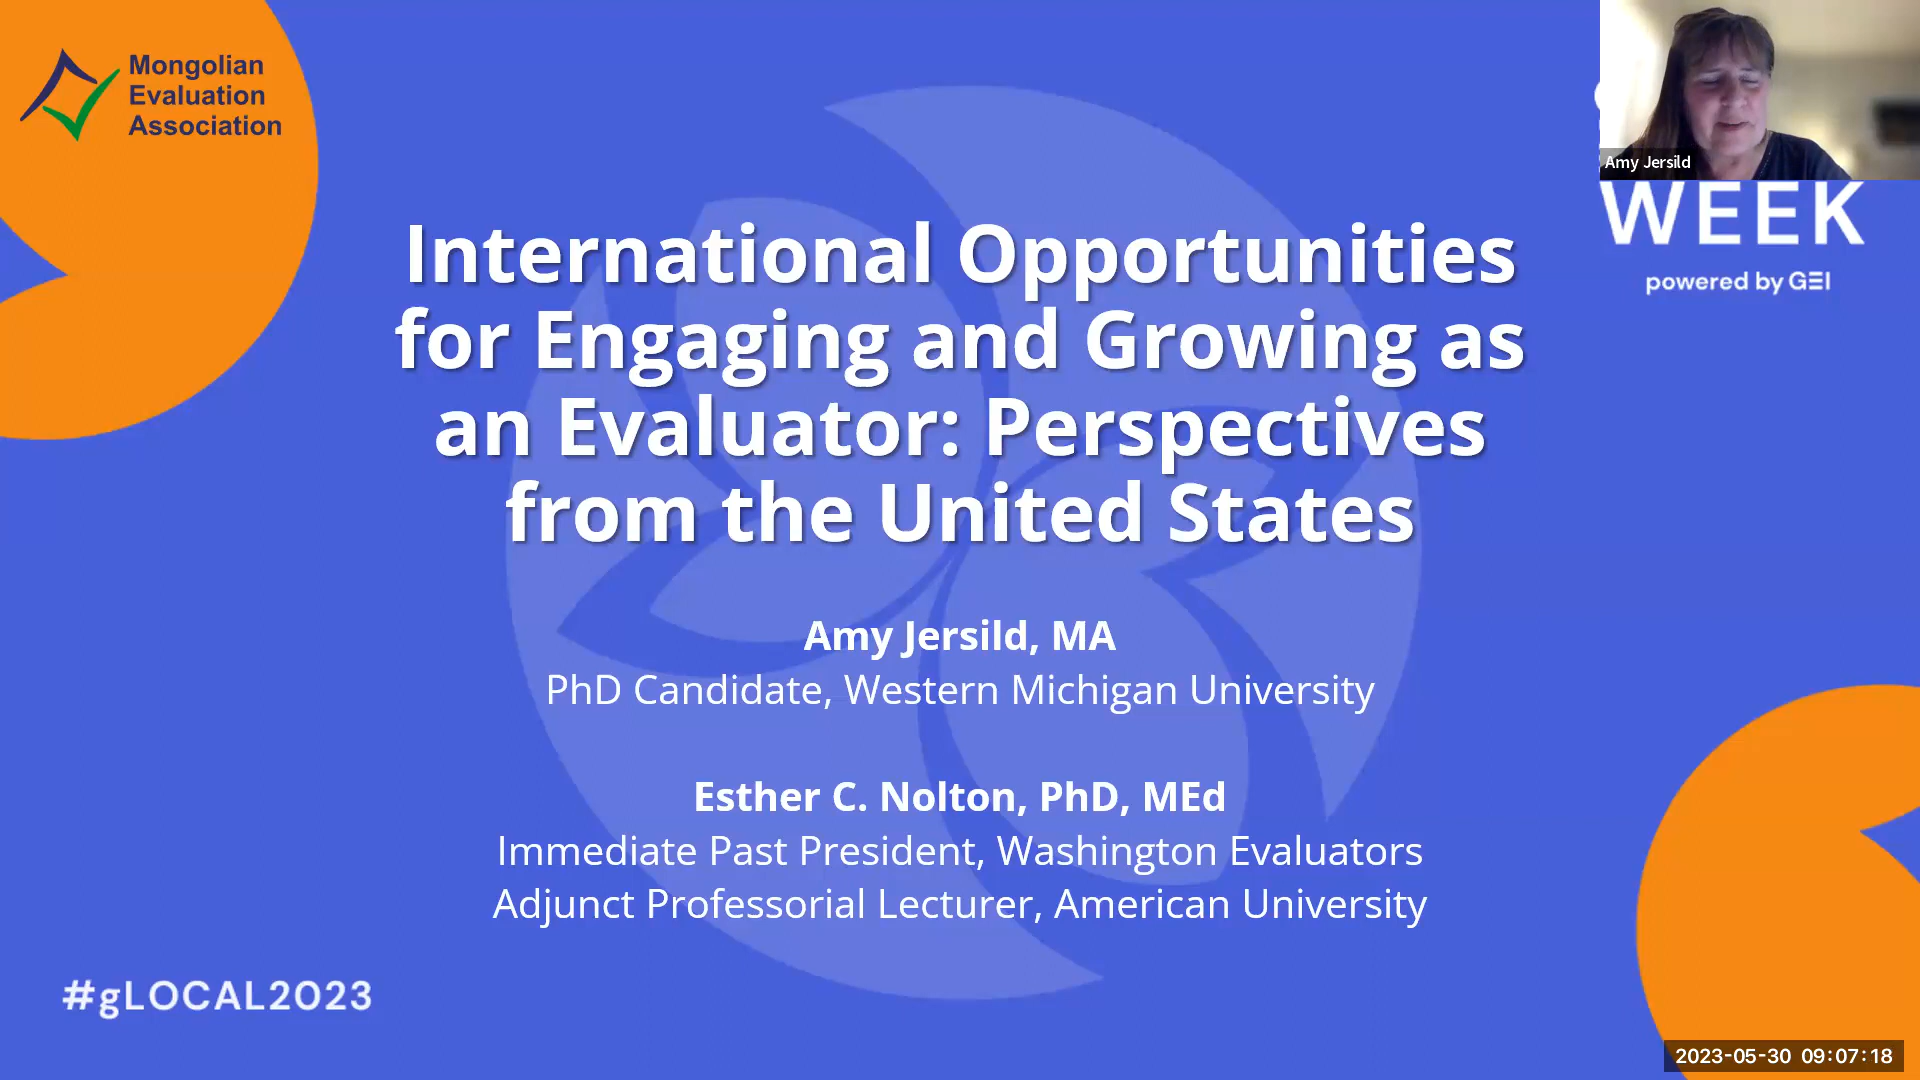 Mongolian
Evaluation
Association
Amy Jersild
WEEK
powered by GEI
International Opportunities
for Engaging and Growing as
an Evaluator: Perspectives
from the United States
Amy Jersild, MA
PhD Candidate, Western Michigan University
Esther C. Nolton, PhD, MEd
Immediate Past President, Washington Evaluators
Adjunct Professorial Lecturer, American University
#gLOCAL2023
2023-05-30 09:07:18